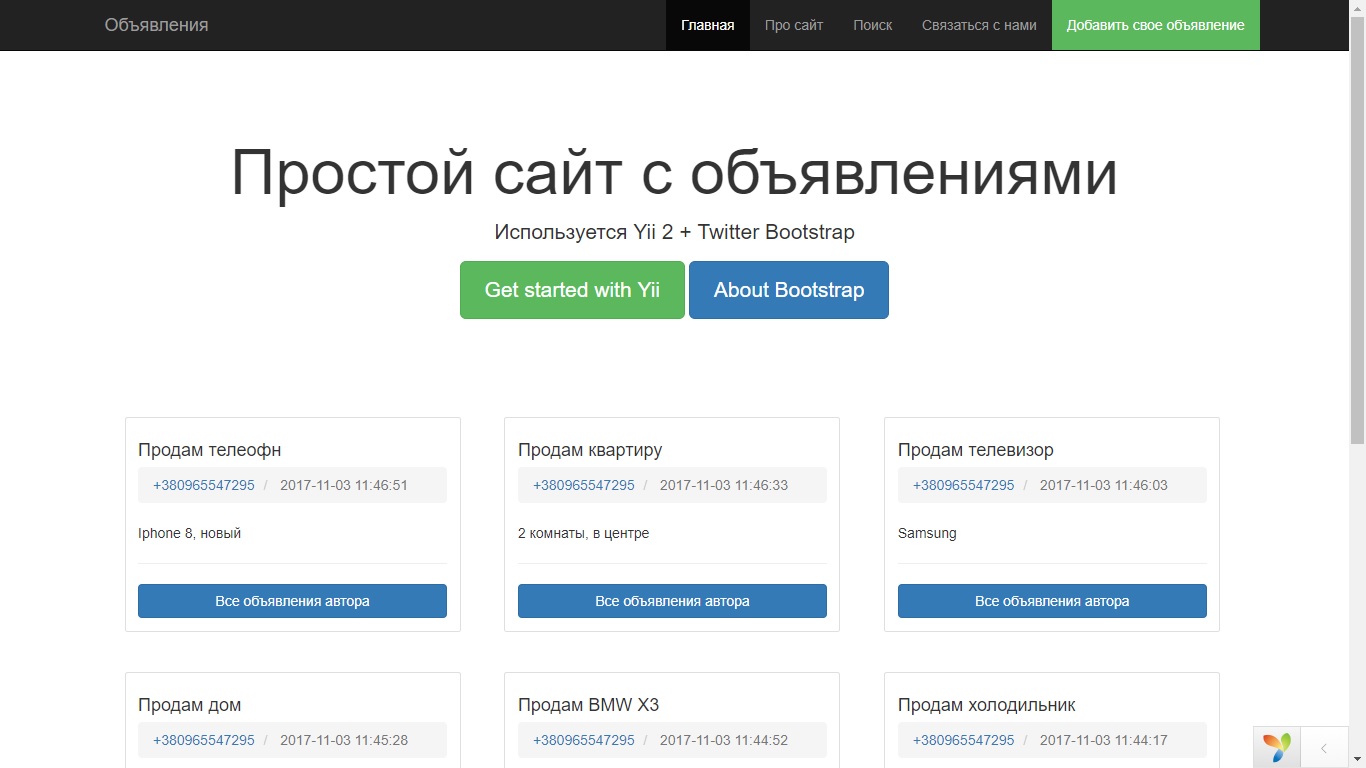 Объявления
Главная
Про сайт
Поиск
Связаться с нами
Добавить свое объявление
Простой сайт с объявлениями
Используется Yii 2 + Twitter Bootstrap
Get started with Yii
About Bootstrap
Продам телеофн
+380965547295 / 2017-11-03 11:46:51
Iphone 8, новый
Все объявления автора
Продам квартиру
+380965547295 / 2017-11-03 11:46:33
2 комнаты, в центре
Все объявления автора
Продам телевизор
+380965547295 / 2017-11-03 11:46:03
Samsung
Все объявления автора
Продам дом
+380965547295 / 2017-11-03 11:45:28
Продам BMW X3
+380965547295 / 2017-11-03 11:44:52
Продам холодильник
+380965547295 / 2017-11-03 11:44:17